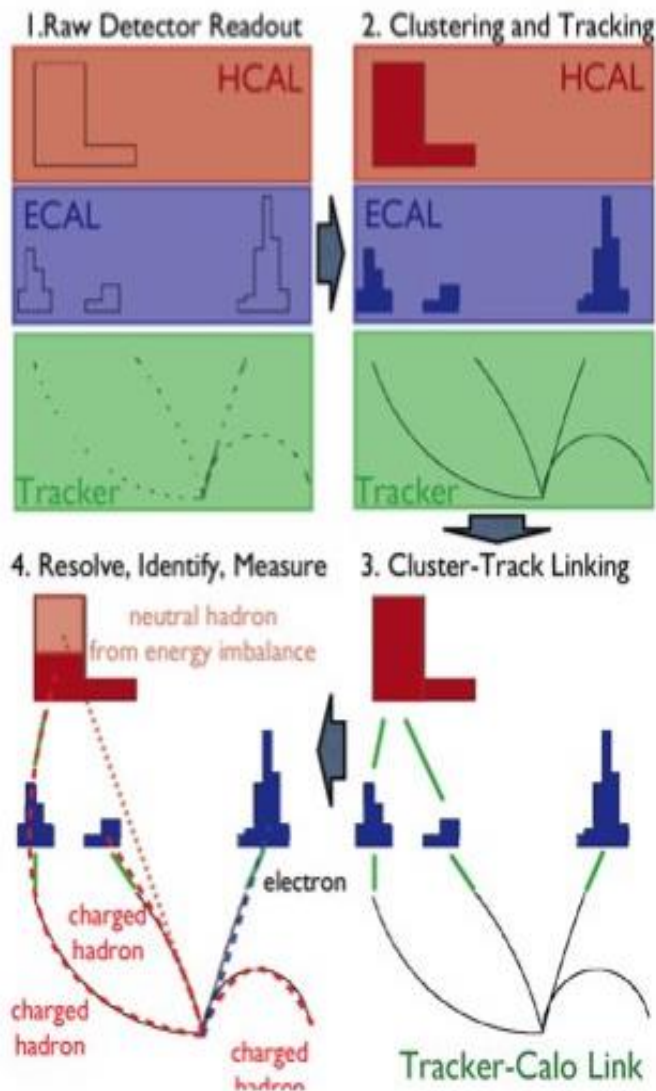 1.Raw Detector Readout
HCAL
ECAL
Tracker
2. Clustering and Tracking
HCAL
ECAL
Tracker
3. Cluster-Track Linking
Tracker-Calo Link
4. Resolve, Identify, Measure
neutral hadron
from energy imbalance
electron
charged
hadron
charged
hadron
charged
hadron